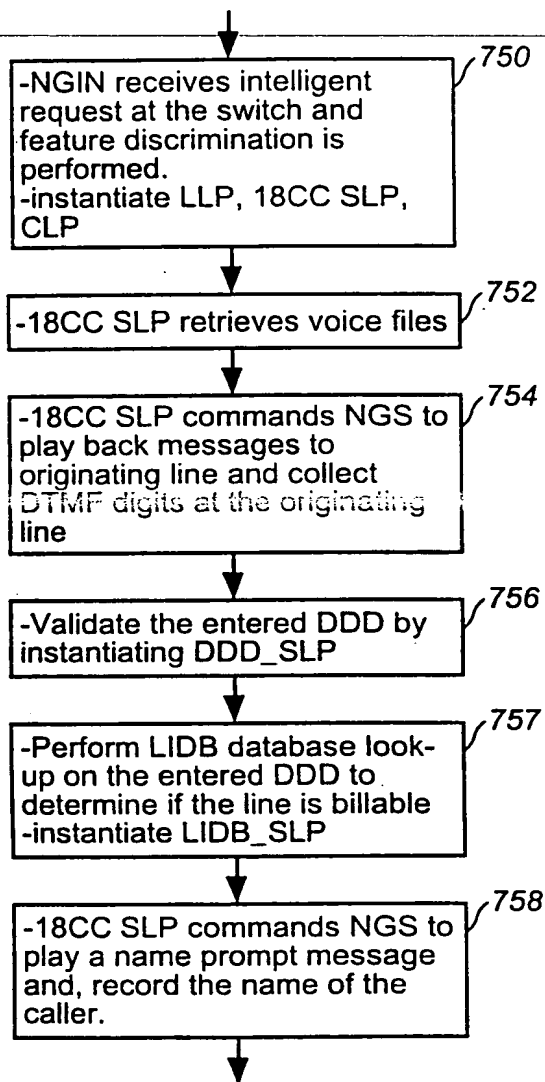 750
-NGIN receives intelligent
request at the switch and
feature discrimination is
performed.
-instantiate LLP, 18CC SLP,
CLP
752
-18CC SLP retrieves voice files
754
-18CC SLP commands NGS to
play back messages to
originating line and collect
DTMF digits at the originating
line
756
-Validate the entered DDD by
instantiating DDD_SLP
757
-Perform LIDB database look-
up on the entered DDD to
determine if the line is billable
-instantiate LIDB_SLP
758
-18CC SLP commands NGS to
play a name prompt message
and, record the name of the
caller.